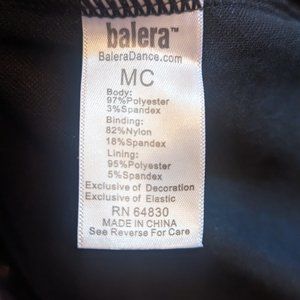 balera™
BaleraDance.com
MC
Body:
97%Polyester
3%Spandex
Binding:
82%Nylon
18%Spandex
Lining:
95%Polyester
5%Spandex
Exclusive of Decoration
Exclusive of Elastic
RN 64830
MADE IN CHINA
See Reverse For Care